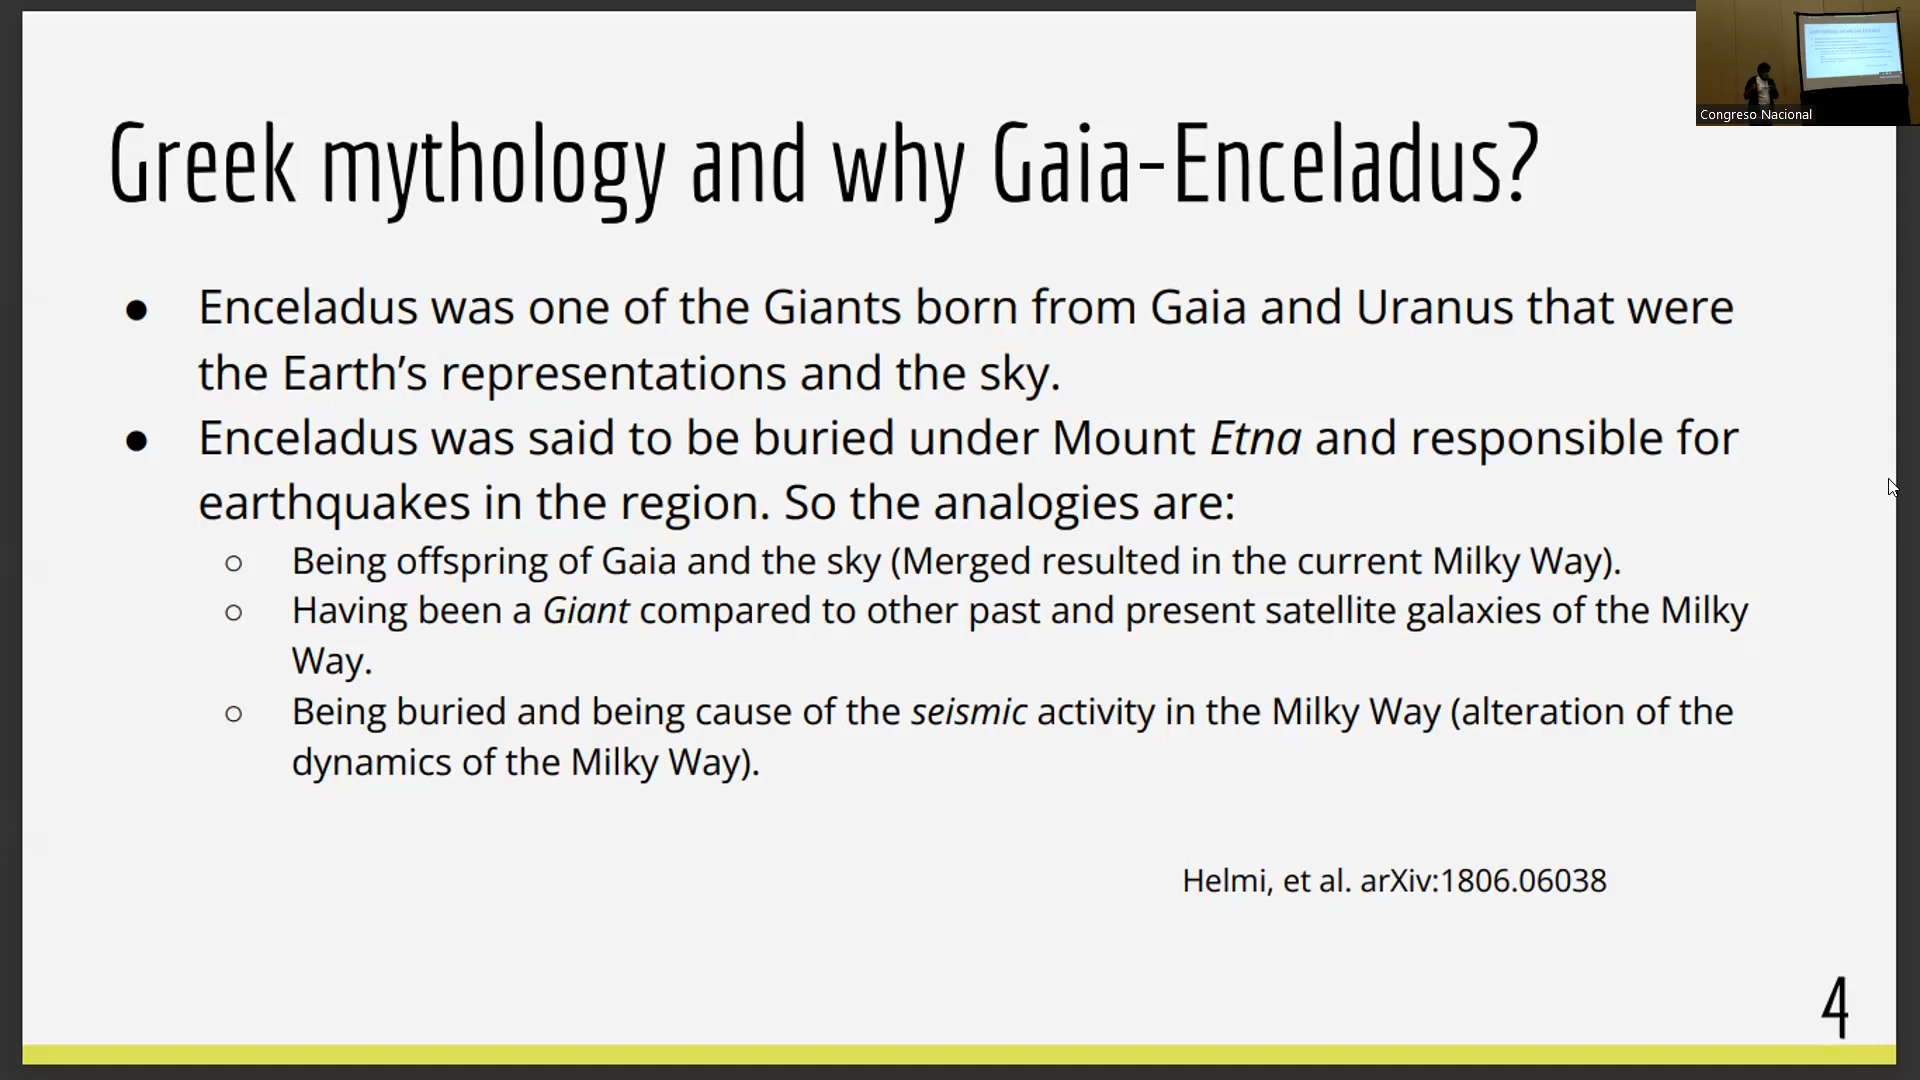 Congreso Nacional
Greek mythology and why Gaia-Enceladus?
● Enceladus was one of the Giants born from Gaia and Uranus that were
the Earth’s representations and the sky.
● Enceladus was said to be buried under Mount Etna and responsible for
earthquakes in the region. So the analogies are:
○ Being offspring of Gaia and the sky (Merged resulted in the current Milky Way).
○ Having been a Giant compared to other past and present satellite galaxies of the Milky
Way.
○ Being buried and being cause of the seismic activity in the Milky Way (alteration of the
dynamics of the Milky Way).
Helmi, et al. arXiv:1806.06038
4